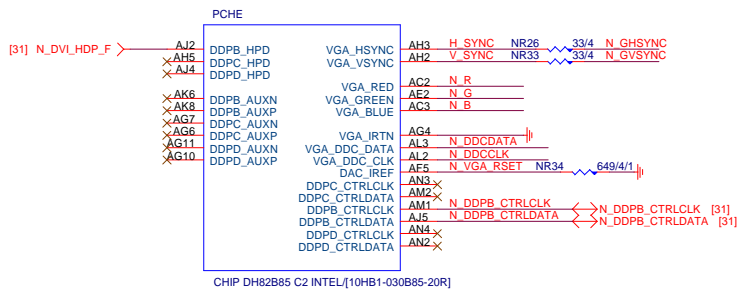 PCHE
[31] N_DVI_HDP_F AJ2 DDPB_HPD VGA_HSYNC AH3 H_SYNC NR26 33/4 N_GHSYNC
AH5 DDPC_HPD VGA_VSYNC AH2 V_SYNC NR33 33/4 N_GVSYNC
AJ4 DDPD_HPD
VGA_RED AC2 N_R
AK6 DDPB_AUXN VGA_GREEN AE2 N_G
AK8 DDPB_AUXP VGA_BLUE AC3 N_B
AG7 DDPC_AUXN
AG6 DDPC_AUXP VGA_IRTN AG4
AG11 DDPD_AUXN VGA_DDC_DATA AL3 N_DDCDATA
AG10 DDPD_AUXP VGA_DDC_CLK AL2 N_DDCCLK
DAC_IREF AF5 N_VGA_RSET NR34 649/4/1
DDPC_CTRLCLK AN3
DDPC_CTRLDATA AM2
DDPB_CTRLCLK AM1 N_DDPB_CTRLCLK N_DDPB_CTRLCLK [31]
DDPB_CTRLDATA AJ5 N_DDPB_CTRLDATA N_DDPB_CTRLDATA [31]
DDPD_CTRLCLK AN4
DDPD_CTRLDATA AN2
CHIP DH82B85 C2 INTEL/[10HB1-030B85-20R]